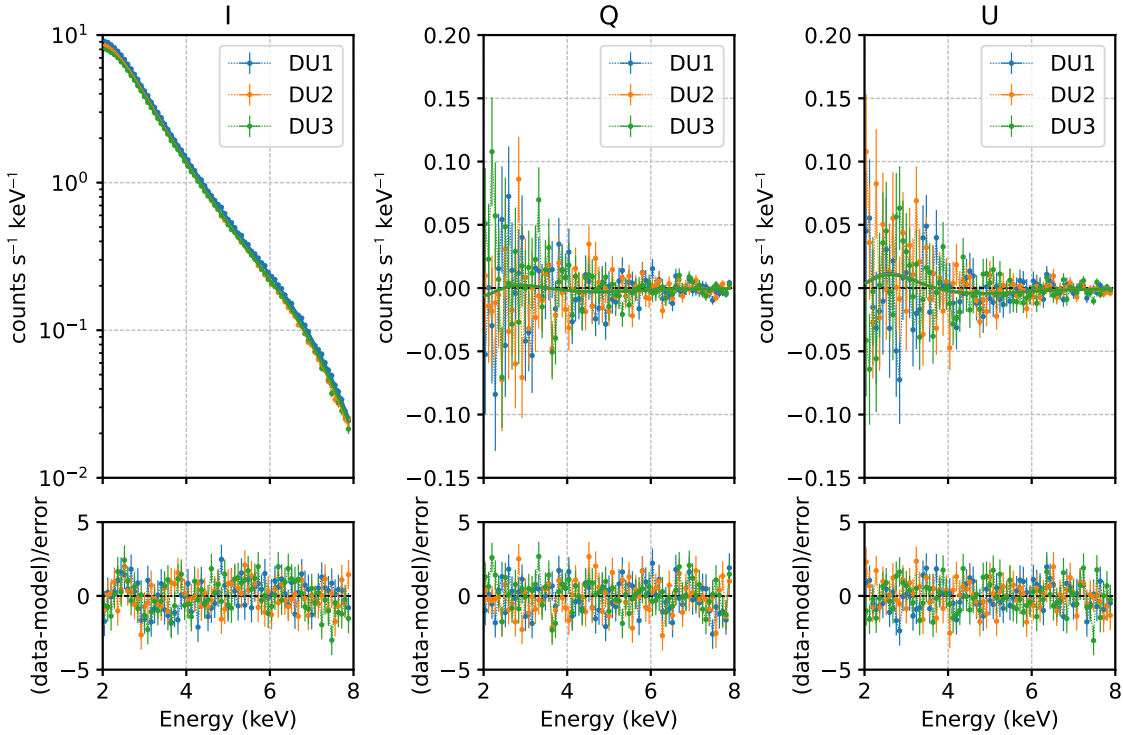 I
Q
U
counts s⁻¹ keV⁻¹
10¹
10⁰
10⁻¹
10⁻²
DU1
DU2
DU3
counts s⁻¹ keV⁻¹
0.20
0.15
0.10
0.05
0.00
−0.05
−0.10
−0.15
DU1
DU2
DU3
counts s⁻¹ keV⁻¹
0.20
0.15
0.10
0.05
0.00
−0.05
−0.10
−0.15
DU1
DU2
DU3
(data-model)/error
5
0
−5
2 4 6 8
Energy (keV)
(data-model)/error
5
0
−5
2 4 6 8
Energy (keV)
(data-model)/error
5
0
−5
2 4 6 8
Energy (keV)